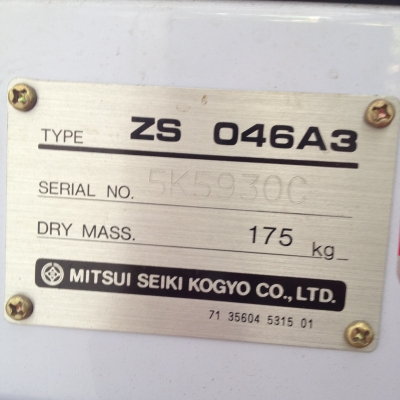 TYPE ZS 046A3
SERIAL NO. 5K5930C
DRY MASS. 175 kg
MITSUI SEIKI KOGYO CO., LTD.
71 35604 5315 01